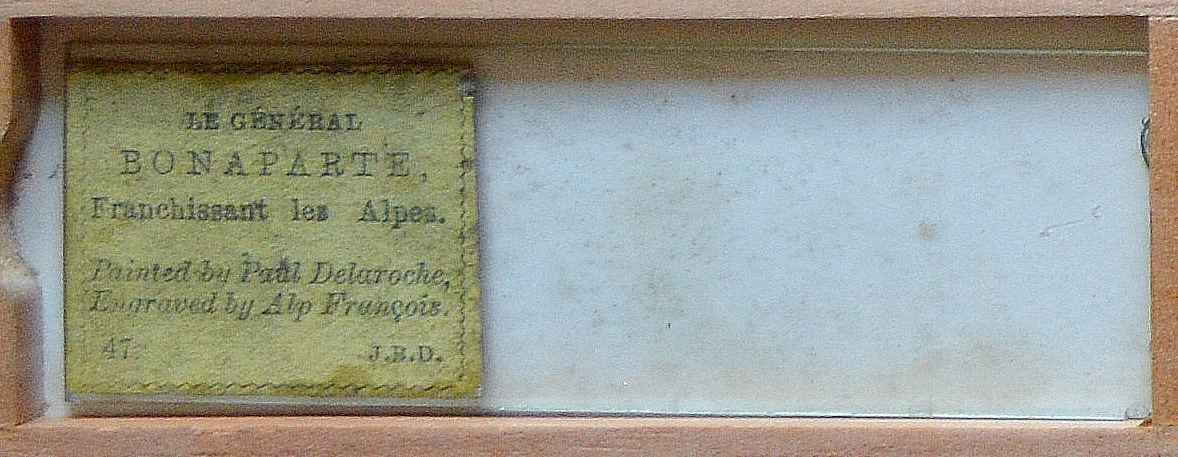 LE GÉNÉRAL
BONAPARTE,
Franchissant les Alpes.
Painted by Paul Delaroche,
Engraved by Alp François.
47. J.B.D.